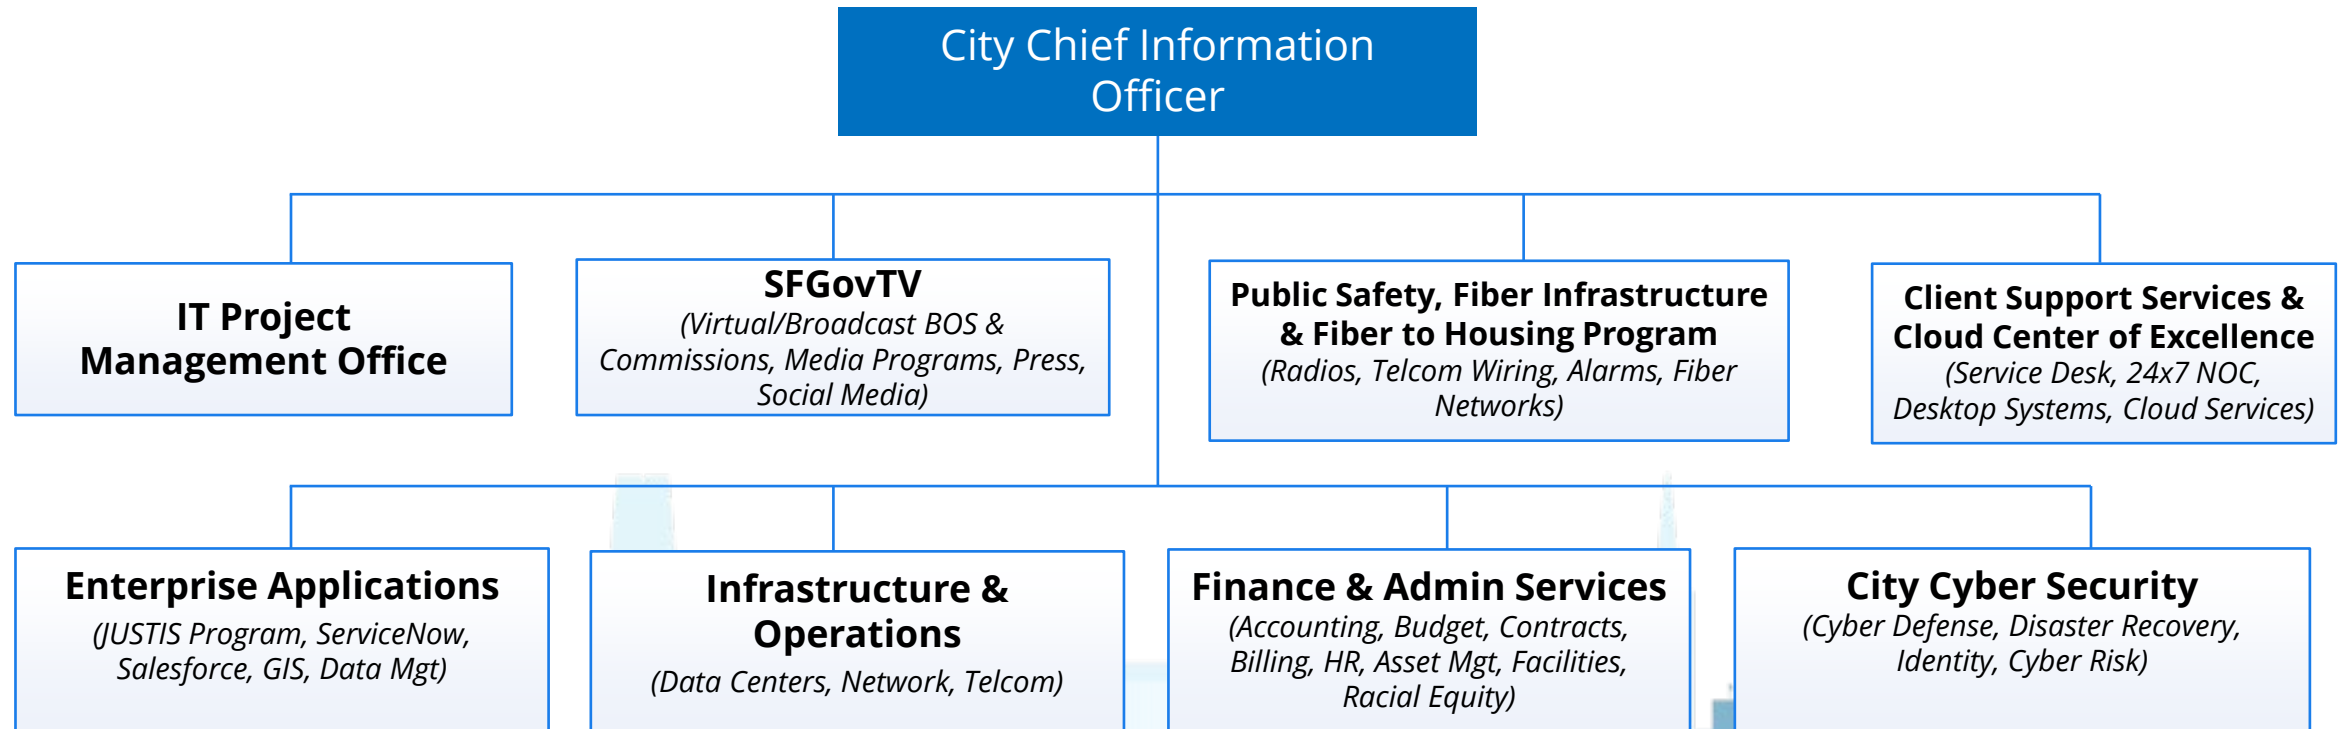 City Chief Information
Officer
IT Project
Management Office
SFGovTV
(Virtual/Broadcast BOS &
Commissions, Media Programs, Press,
Social Media)
Public Safety, Fiber Infrastructure
& Fiber to Housing Program
(Radios, Telcom Wiring, Alarms, Fiber
Networks)
Client Support Services &
Cloud Center of Excellence
(Service Desk, 24x7 NOC,
Desktop Systems, Cloud Services)
Enterprise Applications
(JUSTIS Program, ServiceNow,
Salesforce, GIS, Data Mgt)
Infrastructure &
Operations
(Data Centers, Network, Telcom)
Finance & Admin Services
(Accounting, Budget, Contracts,
Billing, HR, Asset Mgt, Facilities,
Racial Equity)
City Cyber Security
(Cyber Defense, Disaster Recovery,
Identity, Cyber Risk)